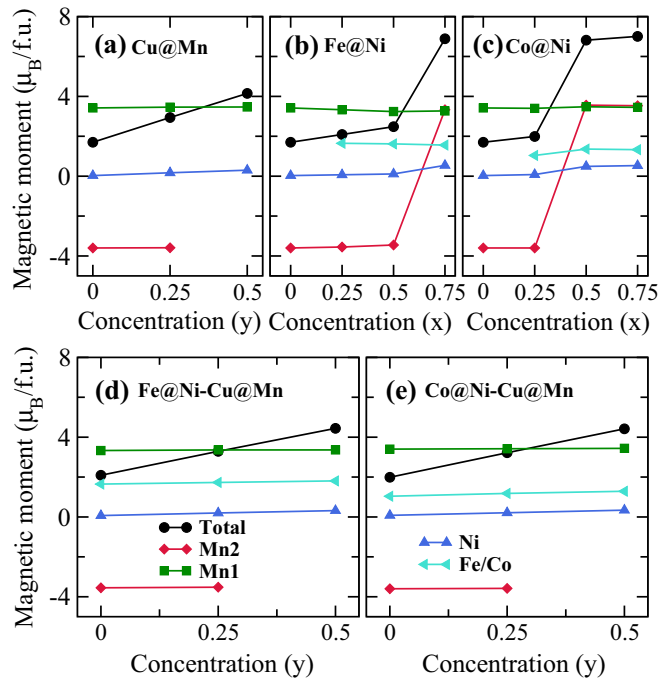 8
4
0
-4
Magnetic moment (μB/f.u.)
(a) Cu@Mn
(b) Fe@Ni
(c) Co@Ni
0 0.25 0.5
0 0.25 0.5 0.75
0 0.25 0.5 0.75
Concentration (y)
Concentration (x)
Concentration (x)
8
4
0
-4
Magnetic moment (μB/f.u.)
(d) Fe@Ni-Cu@Mn
(e) Co@Ni-Cu@Mn
Total
Mn2
Mn1
Ni
Fe/Co
0 0.25 0.5
0 0.25 0.5
Concentration (y)
Concentration (y)